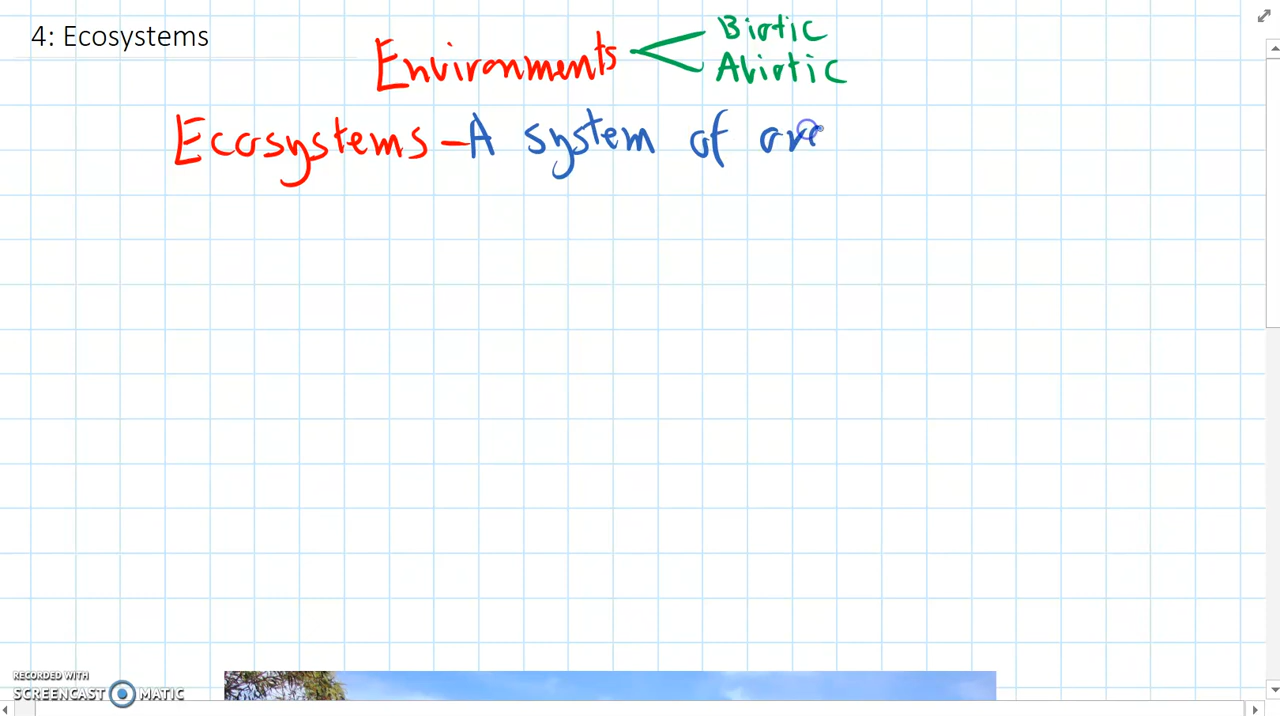 4: Ecosystems
Environments
Biotic
Abiotic
Ecosystems - A system of
RECORDED WITH
SCREENCAST MATIC